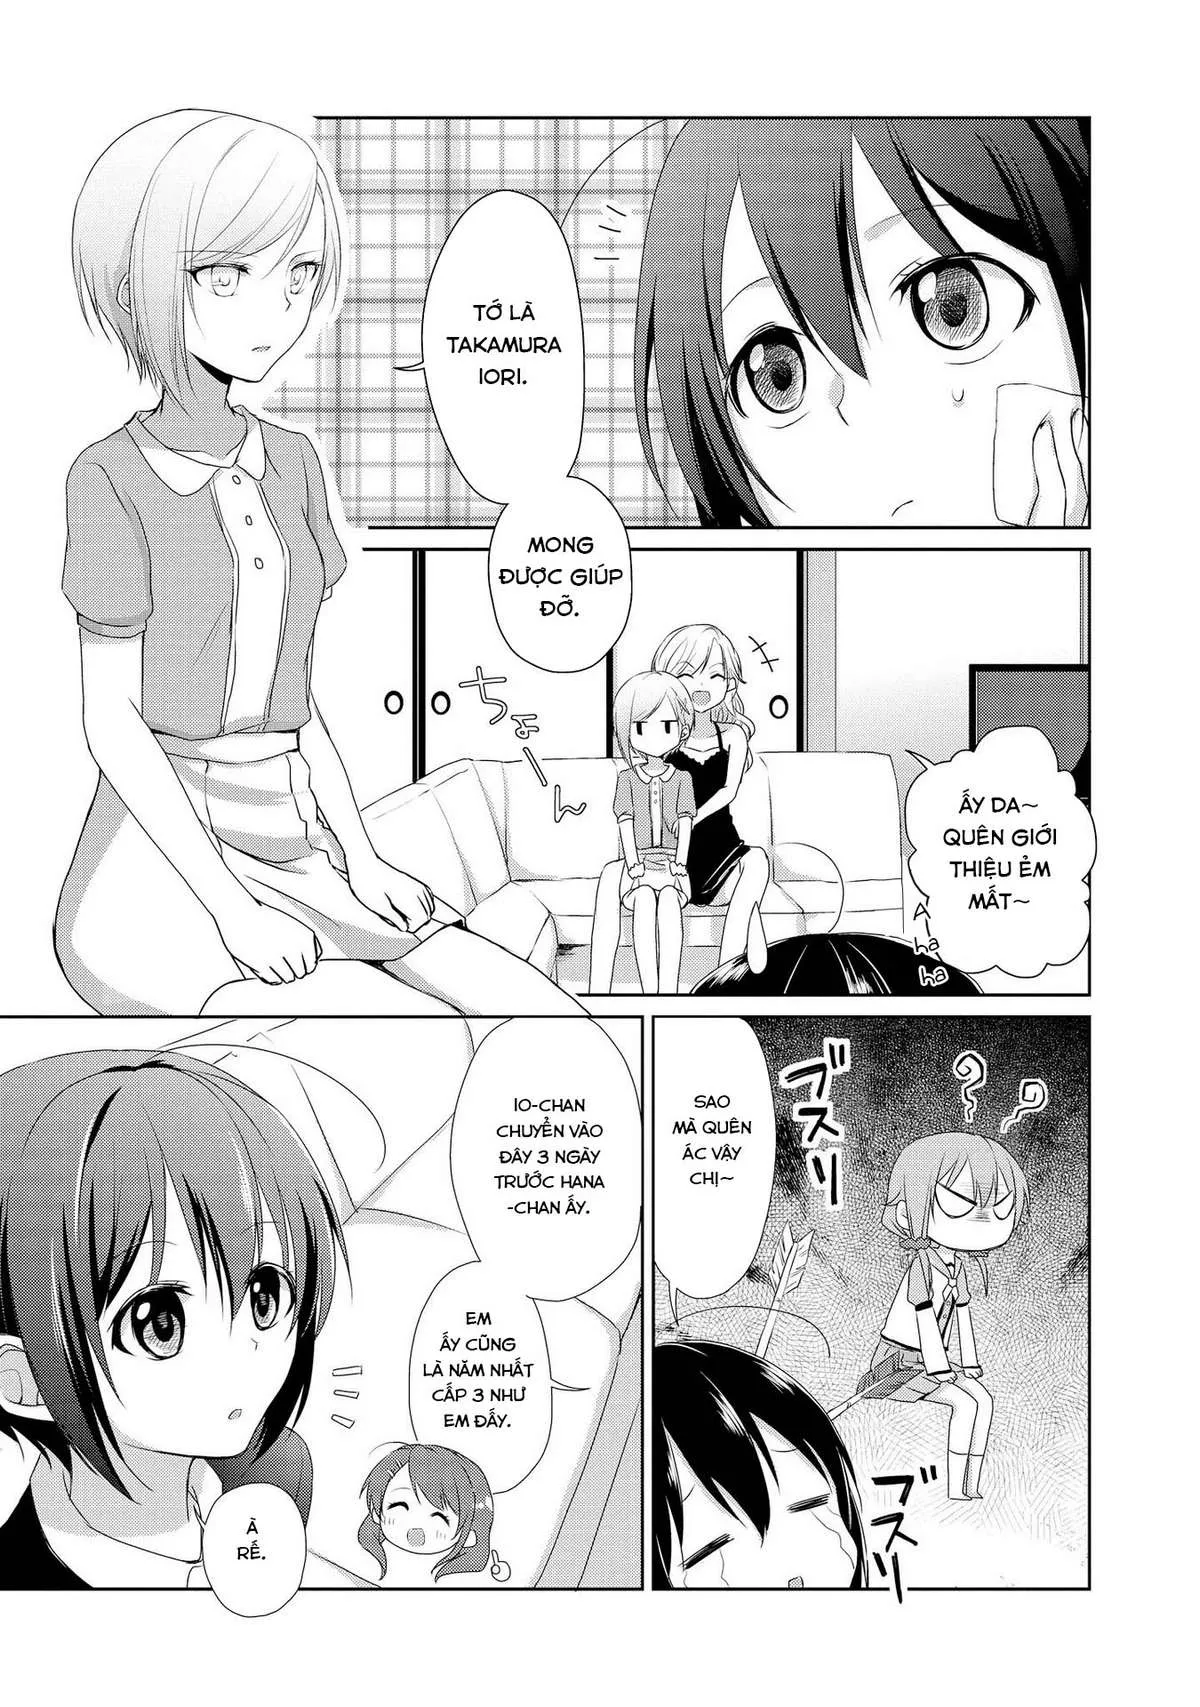 TỚ LÀ
TAKAMURA
IORI.
MONG
ĐƯỢC GIÚP
ĐỠ.
ちょーん
ẤY DA~
QUÊN GIỚI
THIỆU ẺM
MẤT~
A
ha
ha
SAO
MÀ QUÊN
ÁC VẬY
CHỊ~
ブスリ
ブスリ
IO-CHAN
CHUYỂN VÀO
ĐÂY 3 NGÀY
TRƯỚC HANA
-CHAN ẤY.
EM
ẤY CŨNG
LÀ NĂM NHẤT
CẤP 3 NHƯ
EM ĐẤY.
À
RẾ.